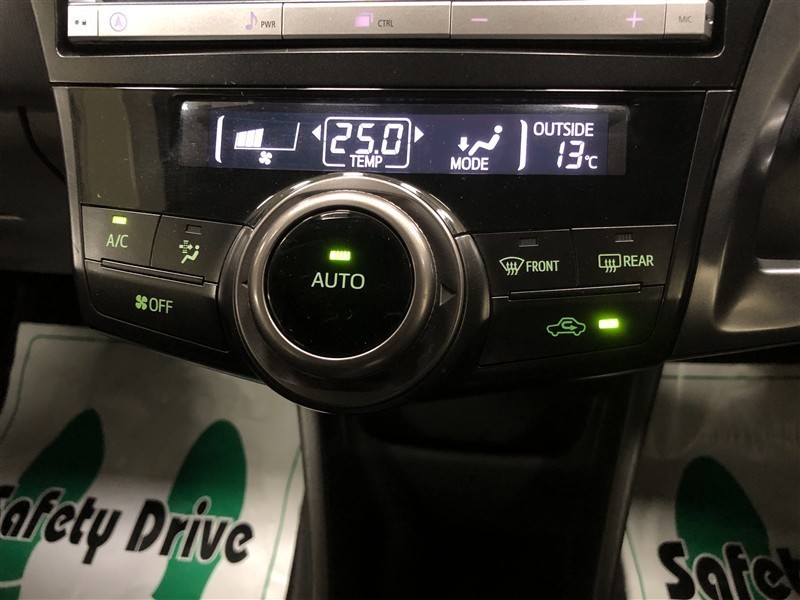 PWR CTRL − + MIC
25.0 OUTSIDE
TEMP MODE 13°C
A/C FRONT REAR
AUTO
OFF
Safety Drive
Safety